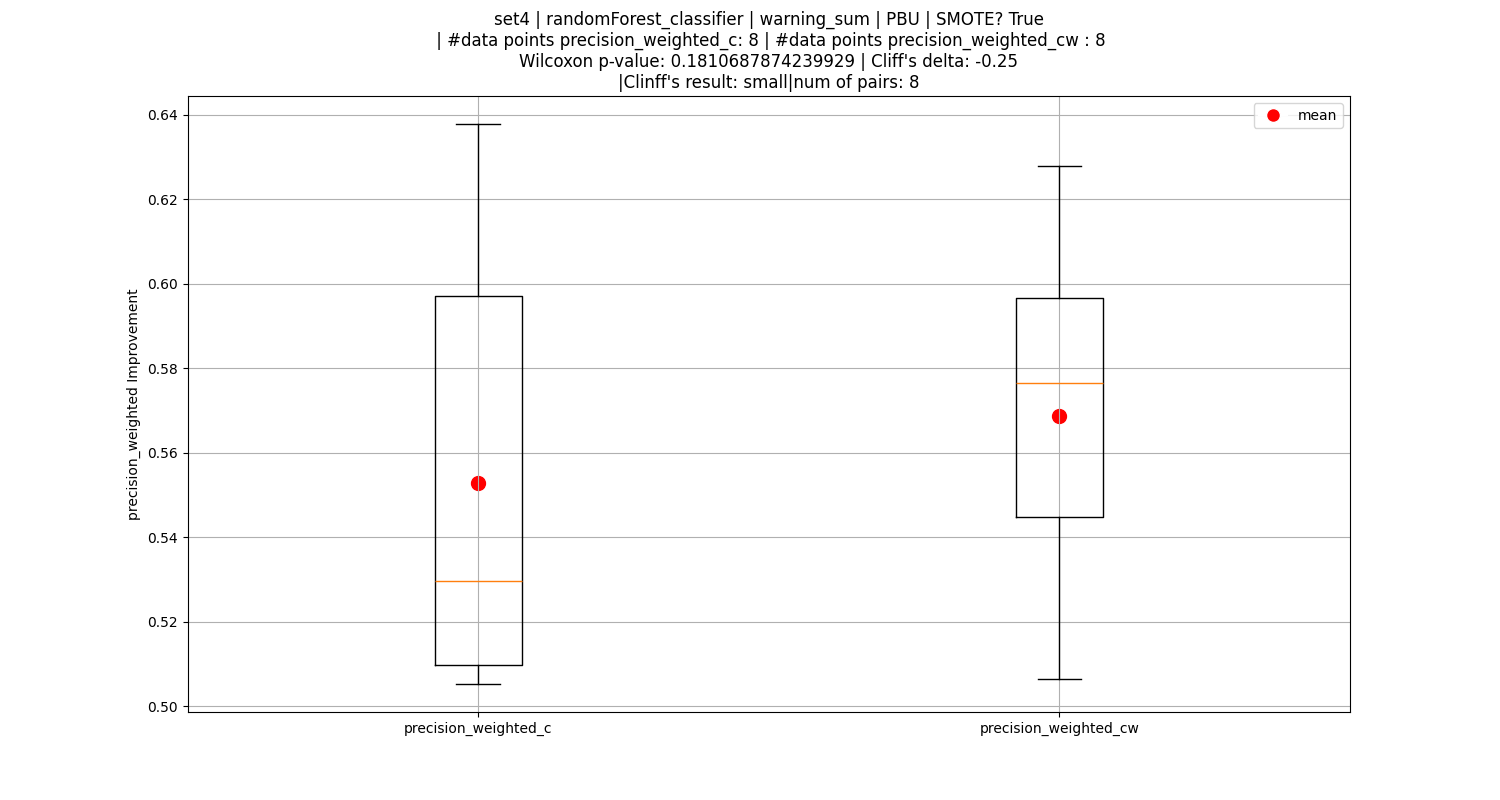 set4 | randomForest_classifier | warning_sum | PBU | SMOTE? True
| #data points precision_weighted_c: 8 | #data points precision_weighted_cw : 8
Wilcoxon p-value: 0.1810687874239929 | Cliff's delta: -0.25
|Clinff's result: small|num of pairs: 8
mean
0.64
0.62
0.60
0.58
0.56
0.54
0.52
0.50
precision_weighted Improvement
precision_weighted_c
precision_weighted_cw